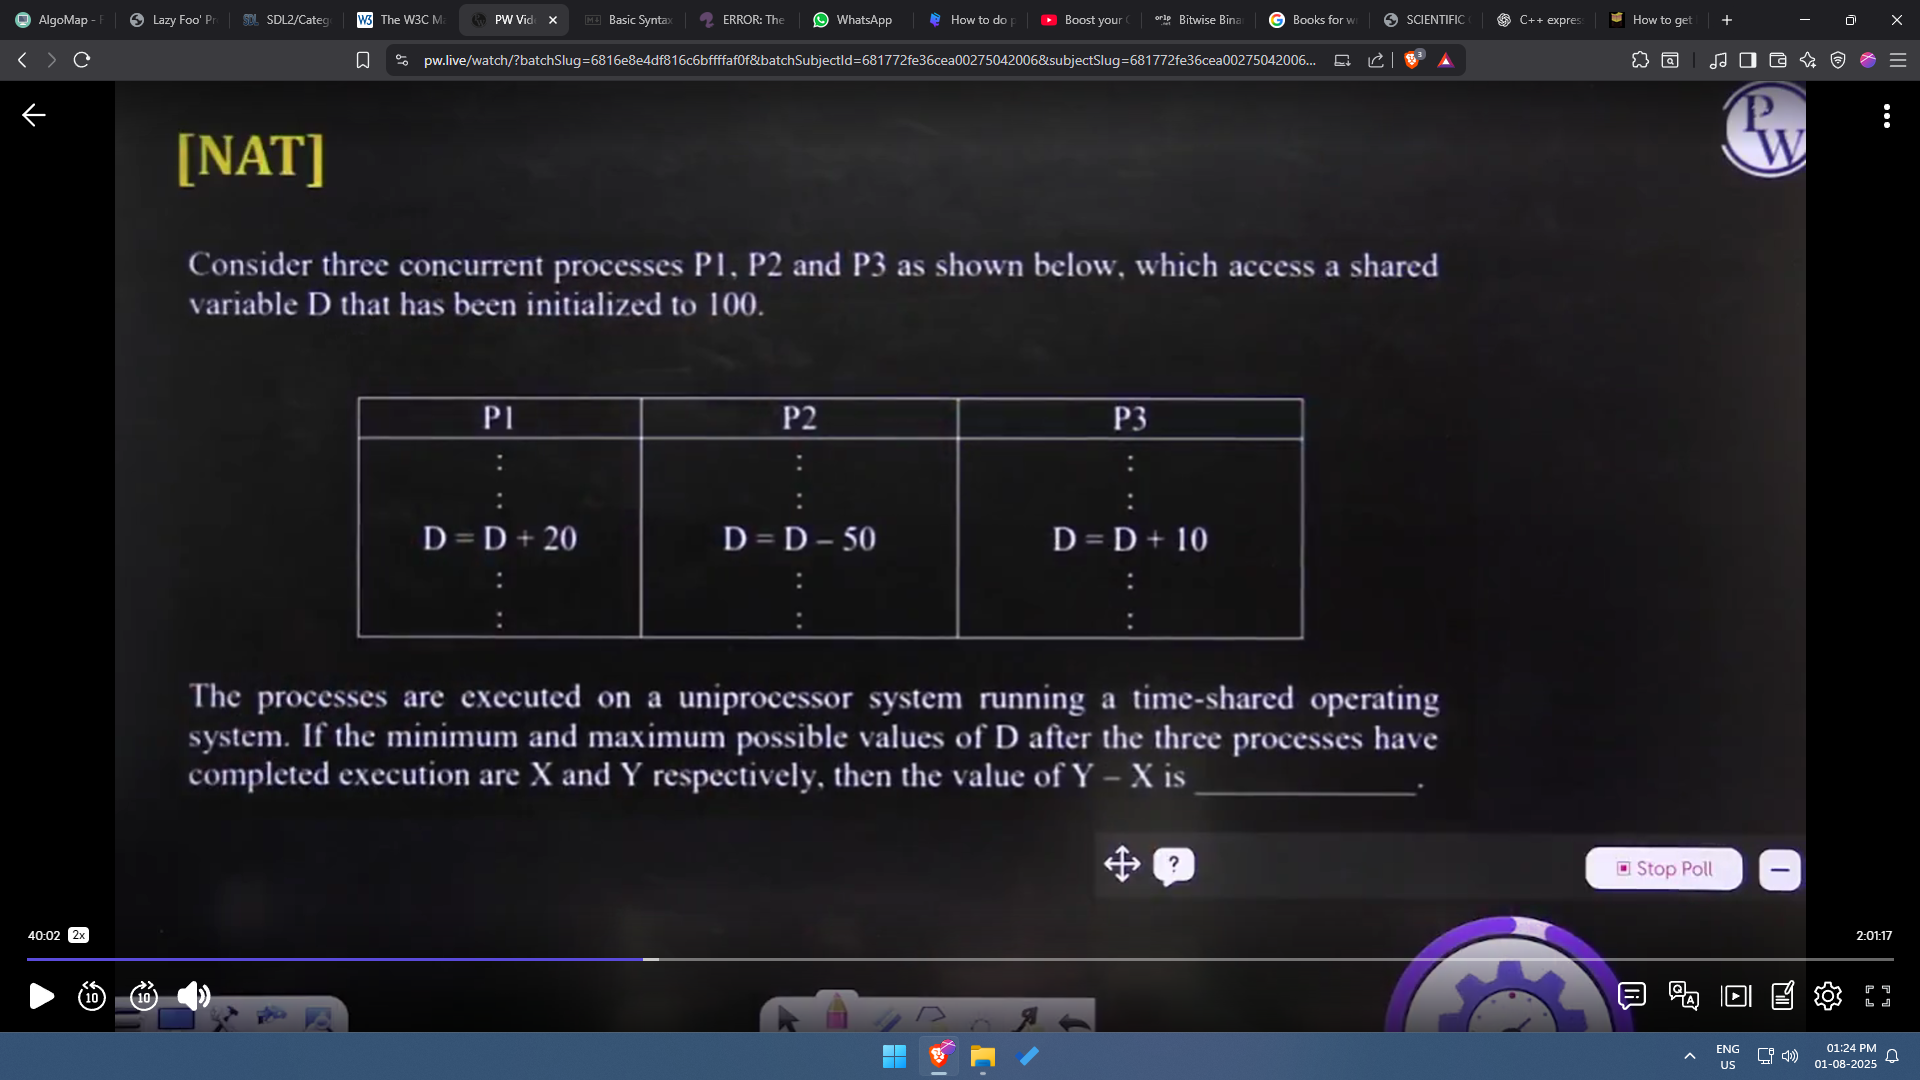 AlgoMap -
Lazy Foo' Pr
SDL2/Categ
The W3C Ma
PW Vid
Basic Syntax
ERROR: The
WhatsApp
How to do p
Boost your
Bitwise Bina
Books for w
SCIENTIFIC
C++ expres
How to get
pw.live/watch/?batchSlug=6816e8e4df816c6bffffaf0f&batchSubjectId=681772fe36cea00275042006&subjectSlug=681772fe36cea00275042006...
3
[NAT]
PW
Consider three concurrent processes P1, P2 and P3 as shown below, which access a shared
variable D that has been initialized to 100.
P1 P2 P3
: : :
: : :
D = D + 20 D = D – 50 D = D + 10
: : :
: : :
The processes are executed on a uniprocessor system running a time-shared operating
system. If the minimum and maximum possible values of D after the three processes have
completed execution are X and Y respectively, then the value of Y – X is ____________.
?
Stop Poll
40:02 2x
2:01:17
10 10
ENG
US
01:24 PM
01-08-2025